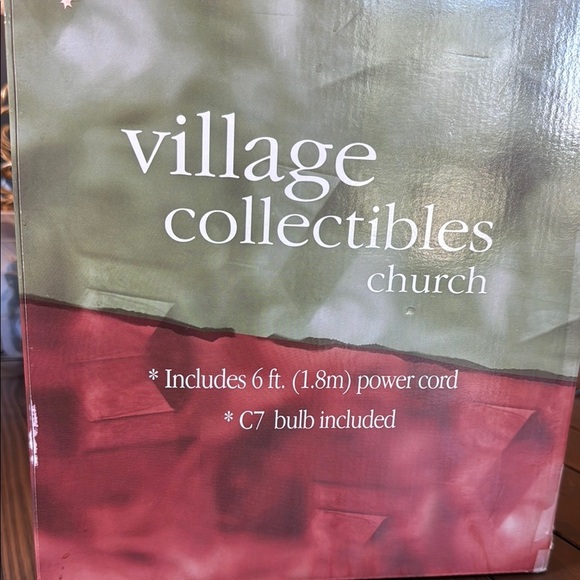 village
collectibles
church
* Includes 6 ft. (1.8m) power cord
* C7 bulb included